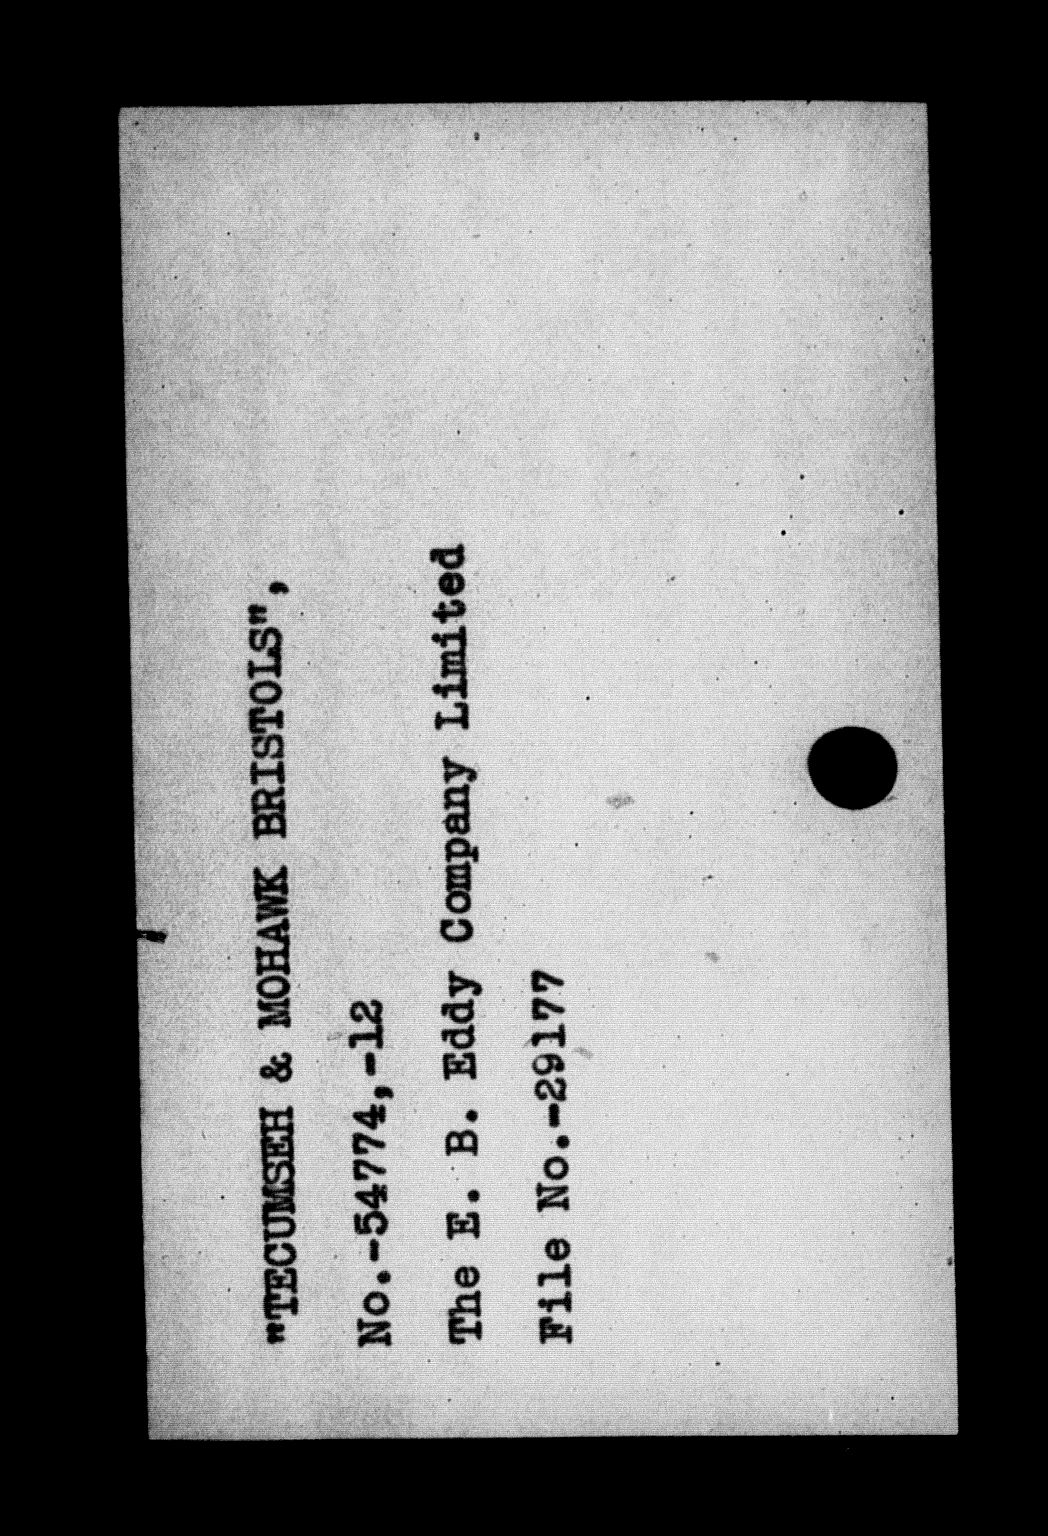 "TECUMSEH & MOHAWK BRISTOLS",
No.-54774,-12
The E. B. Eddy Company Limited
File No.-29177